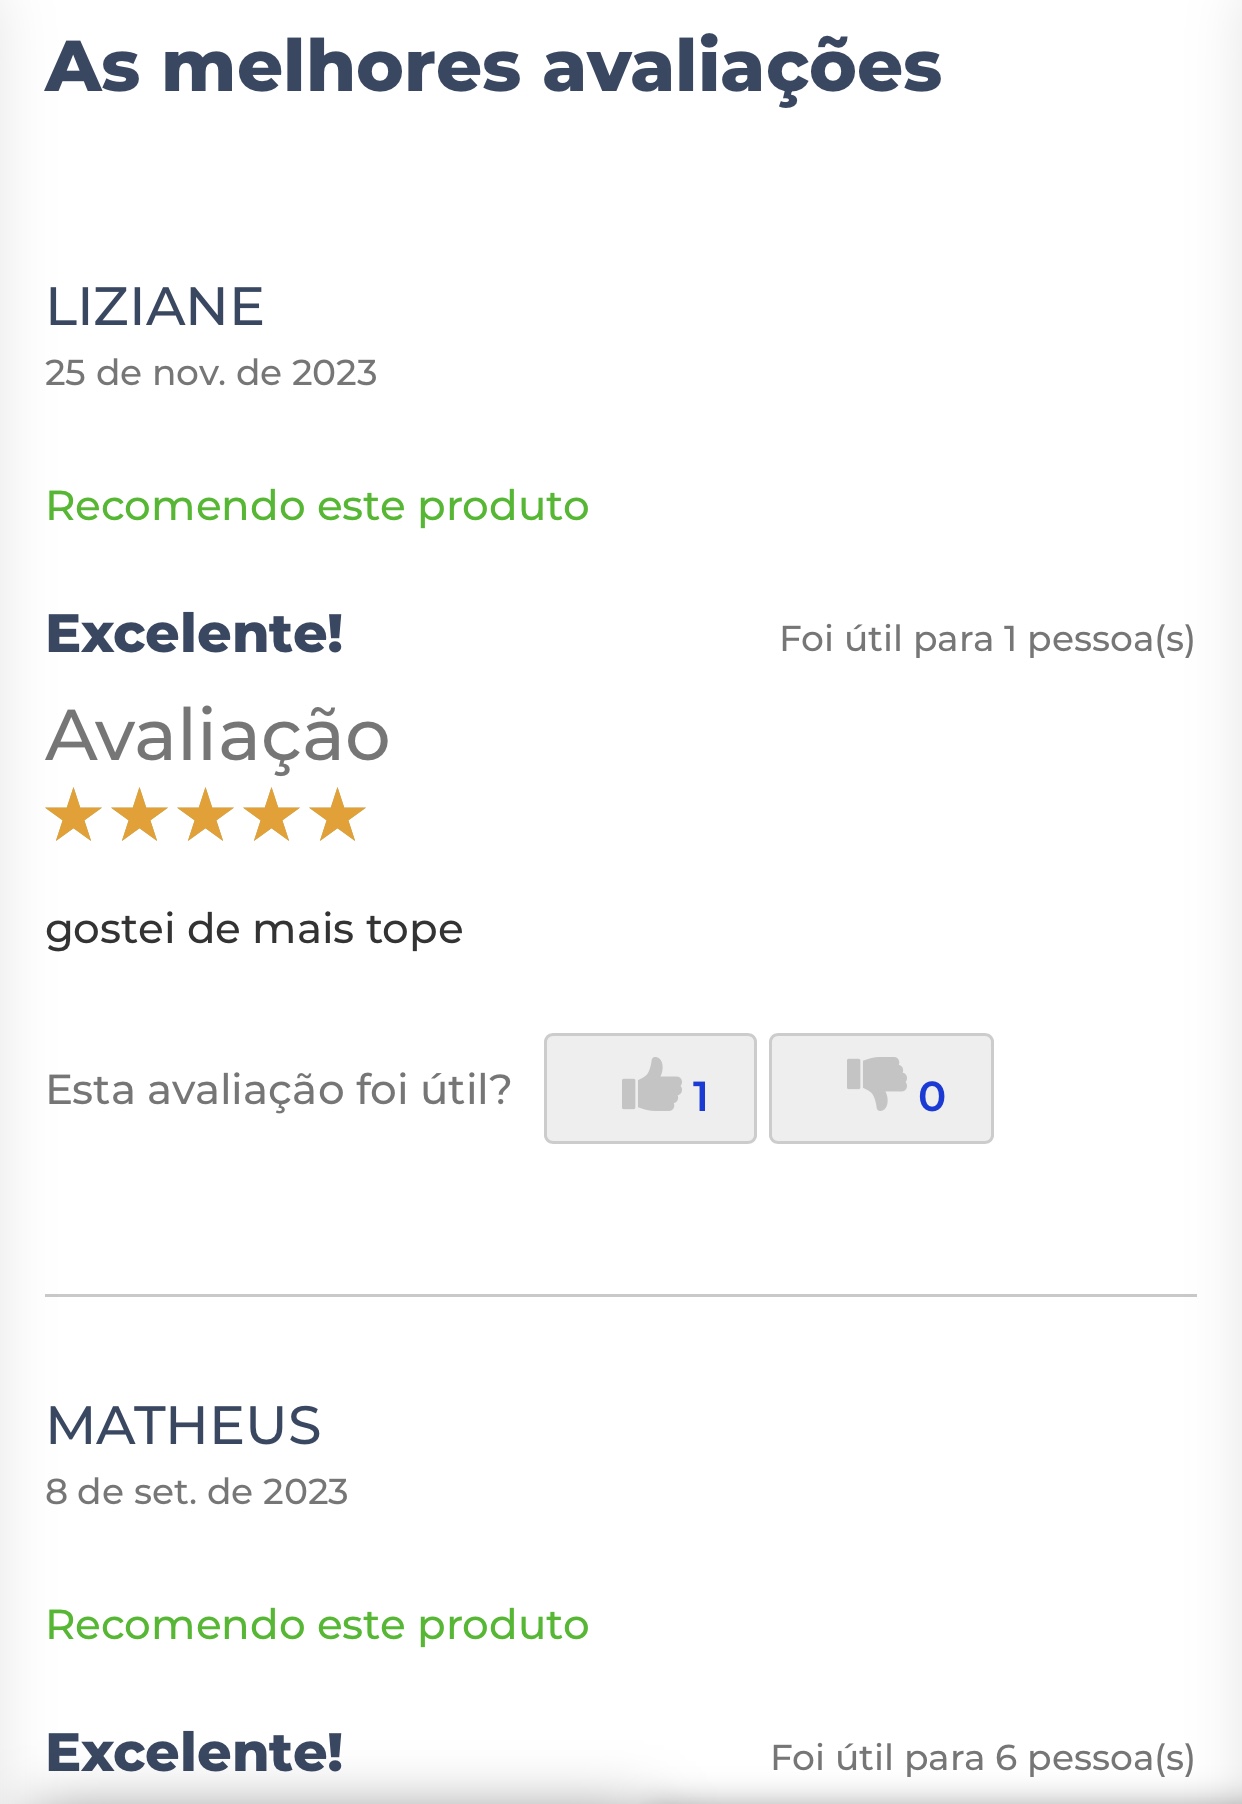 As melhores avaliações
LIZIANE
25 de nov. de 2023
Recomendo este produto
Excelente!
Foi útil para 1 pessoa(s)
Avaliação
gostei de mais tope
Esta avaliação foi útil? 1 0
MATHEUS
8 de set. de 2023
Recomendo este produto
Excelente!
Foi útil para 6 pessoa(s)